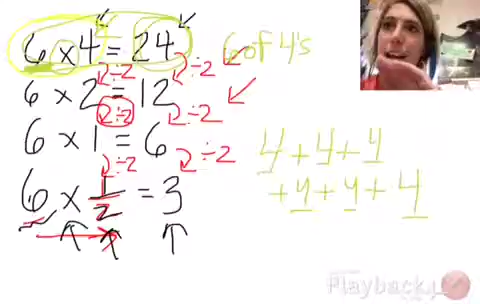 6 x 4 = 24 6 of 4's
÷2 ÷2
6 x 2 = 12
2÷2 ÷2
6 x 1 = 6
÷2 ÷2
4 + 4 + 4
6 x 1/2 = 3
+ 4 + 4 + 4
Playback